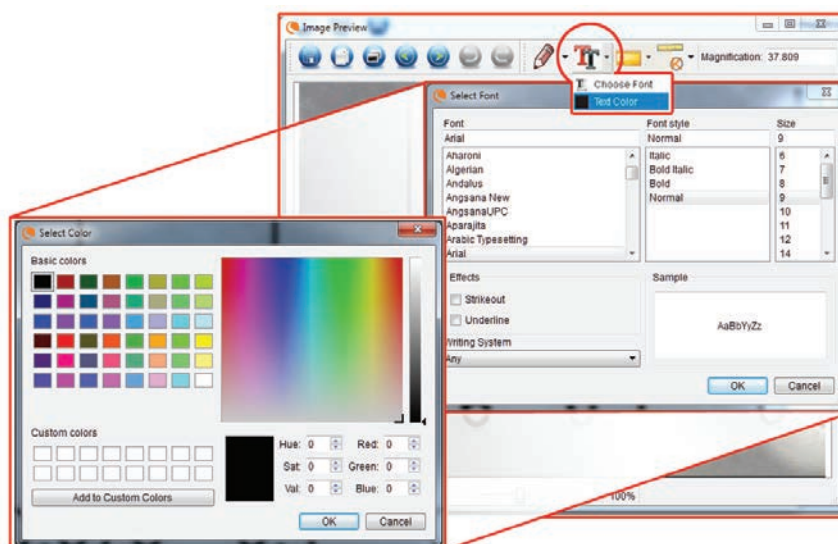 Image Preview
Magnification: 37.809
Choose Font
Text Color
Select Font
Font
Font style
Size
Arial
Normal
9
Aharoni
Algerian
Andalus
Angsana New
AngsanaUPC
Aparajita
Arabic Typesetting
Arial
Italic
Bold Italic
Bold
Normal
6
7
8
9
10
11
12
14
Effects
Strikeout
Underline
Sample
AaBbYyZz
Writing System
Any
OK
Cancel
Select Color
Basic colors
Custom colors
Add to Custom Colors
Hue: 0
Red: 0
Sat: 0
Green: 0
Val: 0
Blue: 0
OK
Cancel
100%